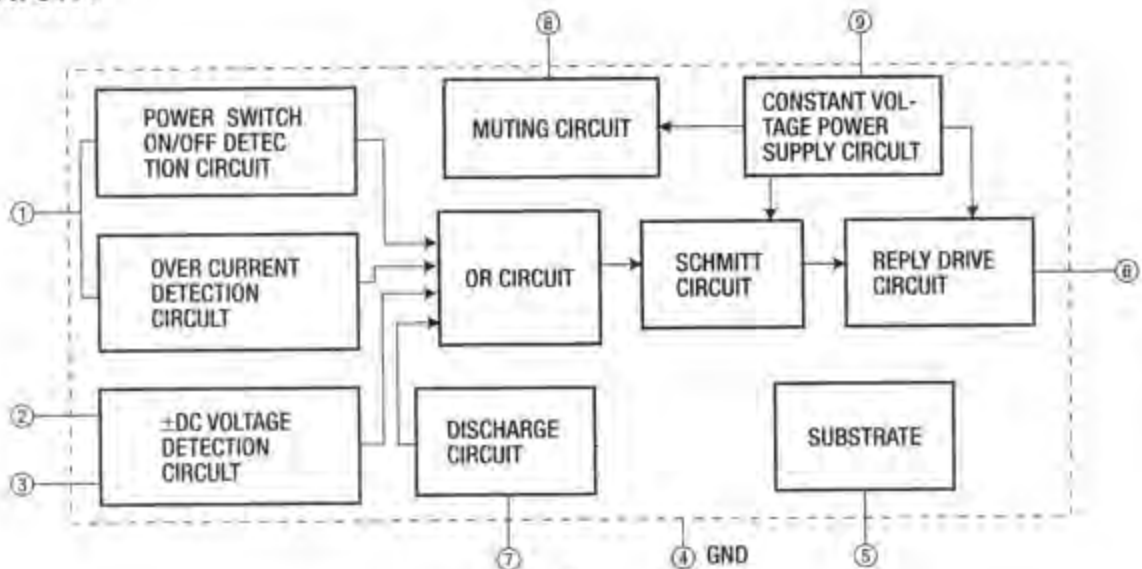 ⑧
⑨
POWER SWITCH
ON/OFF DETEC
TION CIRCUIT
MUTING CIRCUIT
CONSTANT VOL-
TAGE POWER
SUPPLY CIRCULT
①
OVER CURRENT
DETECTION
CIRCULT
OR CIRCUIT
SCHMITT
CIRCUIT
REPLY DRIVE
CIRCUIT
⑥
②
③
±DC VOLTAGE
DETECTION
CIRCULT
DISCHARGE
CIRCUIT
SUBSTRATE
⑦
④ GND
⑤